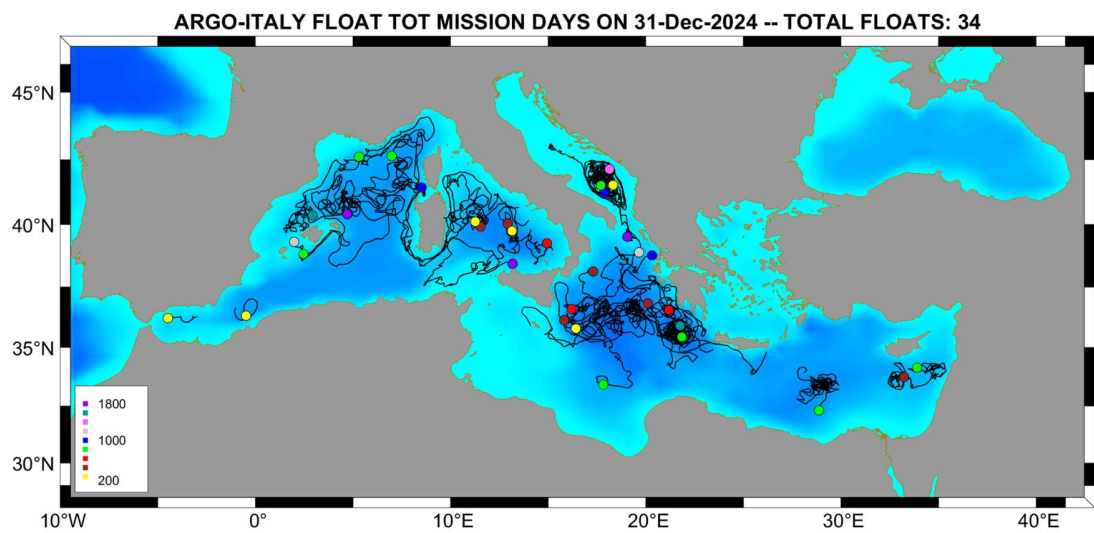 ARGO-ITALY FLOAT TOT MISSION DAYS ON 31-Dec-2024 -- TOTAL FLOATS: 34
45°N
40°N
35°N
30°N
1800
1000
200
10°W
0°
10°E
20°E
30°E
40°E